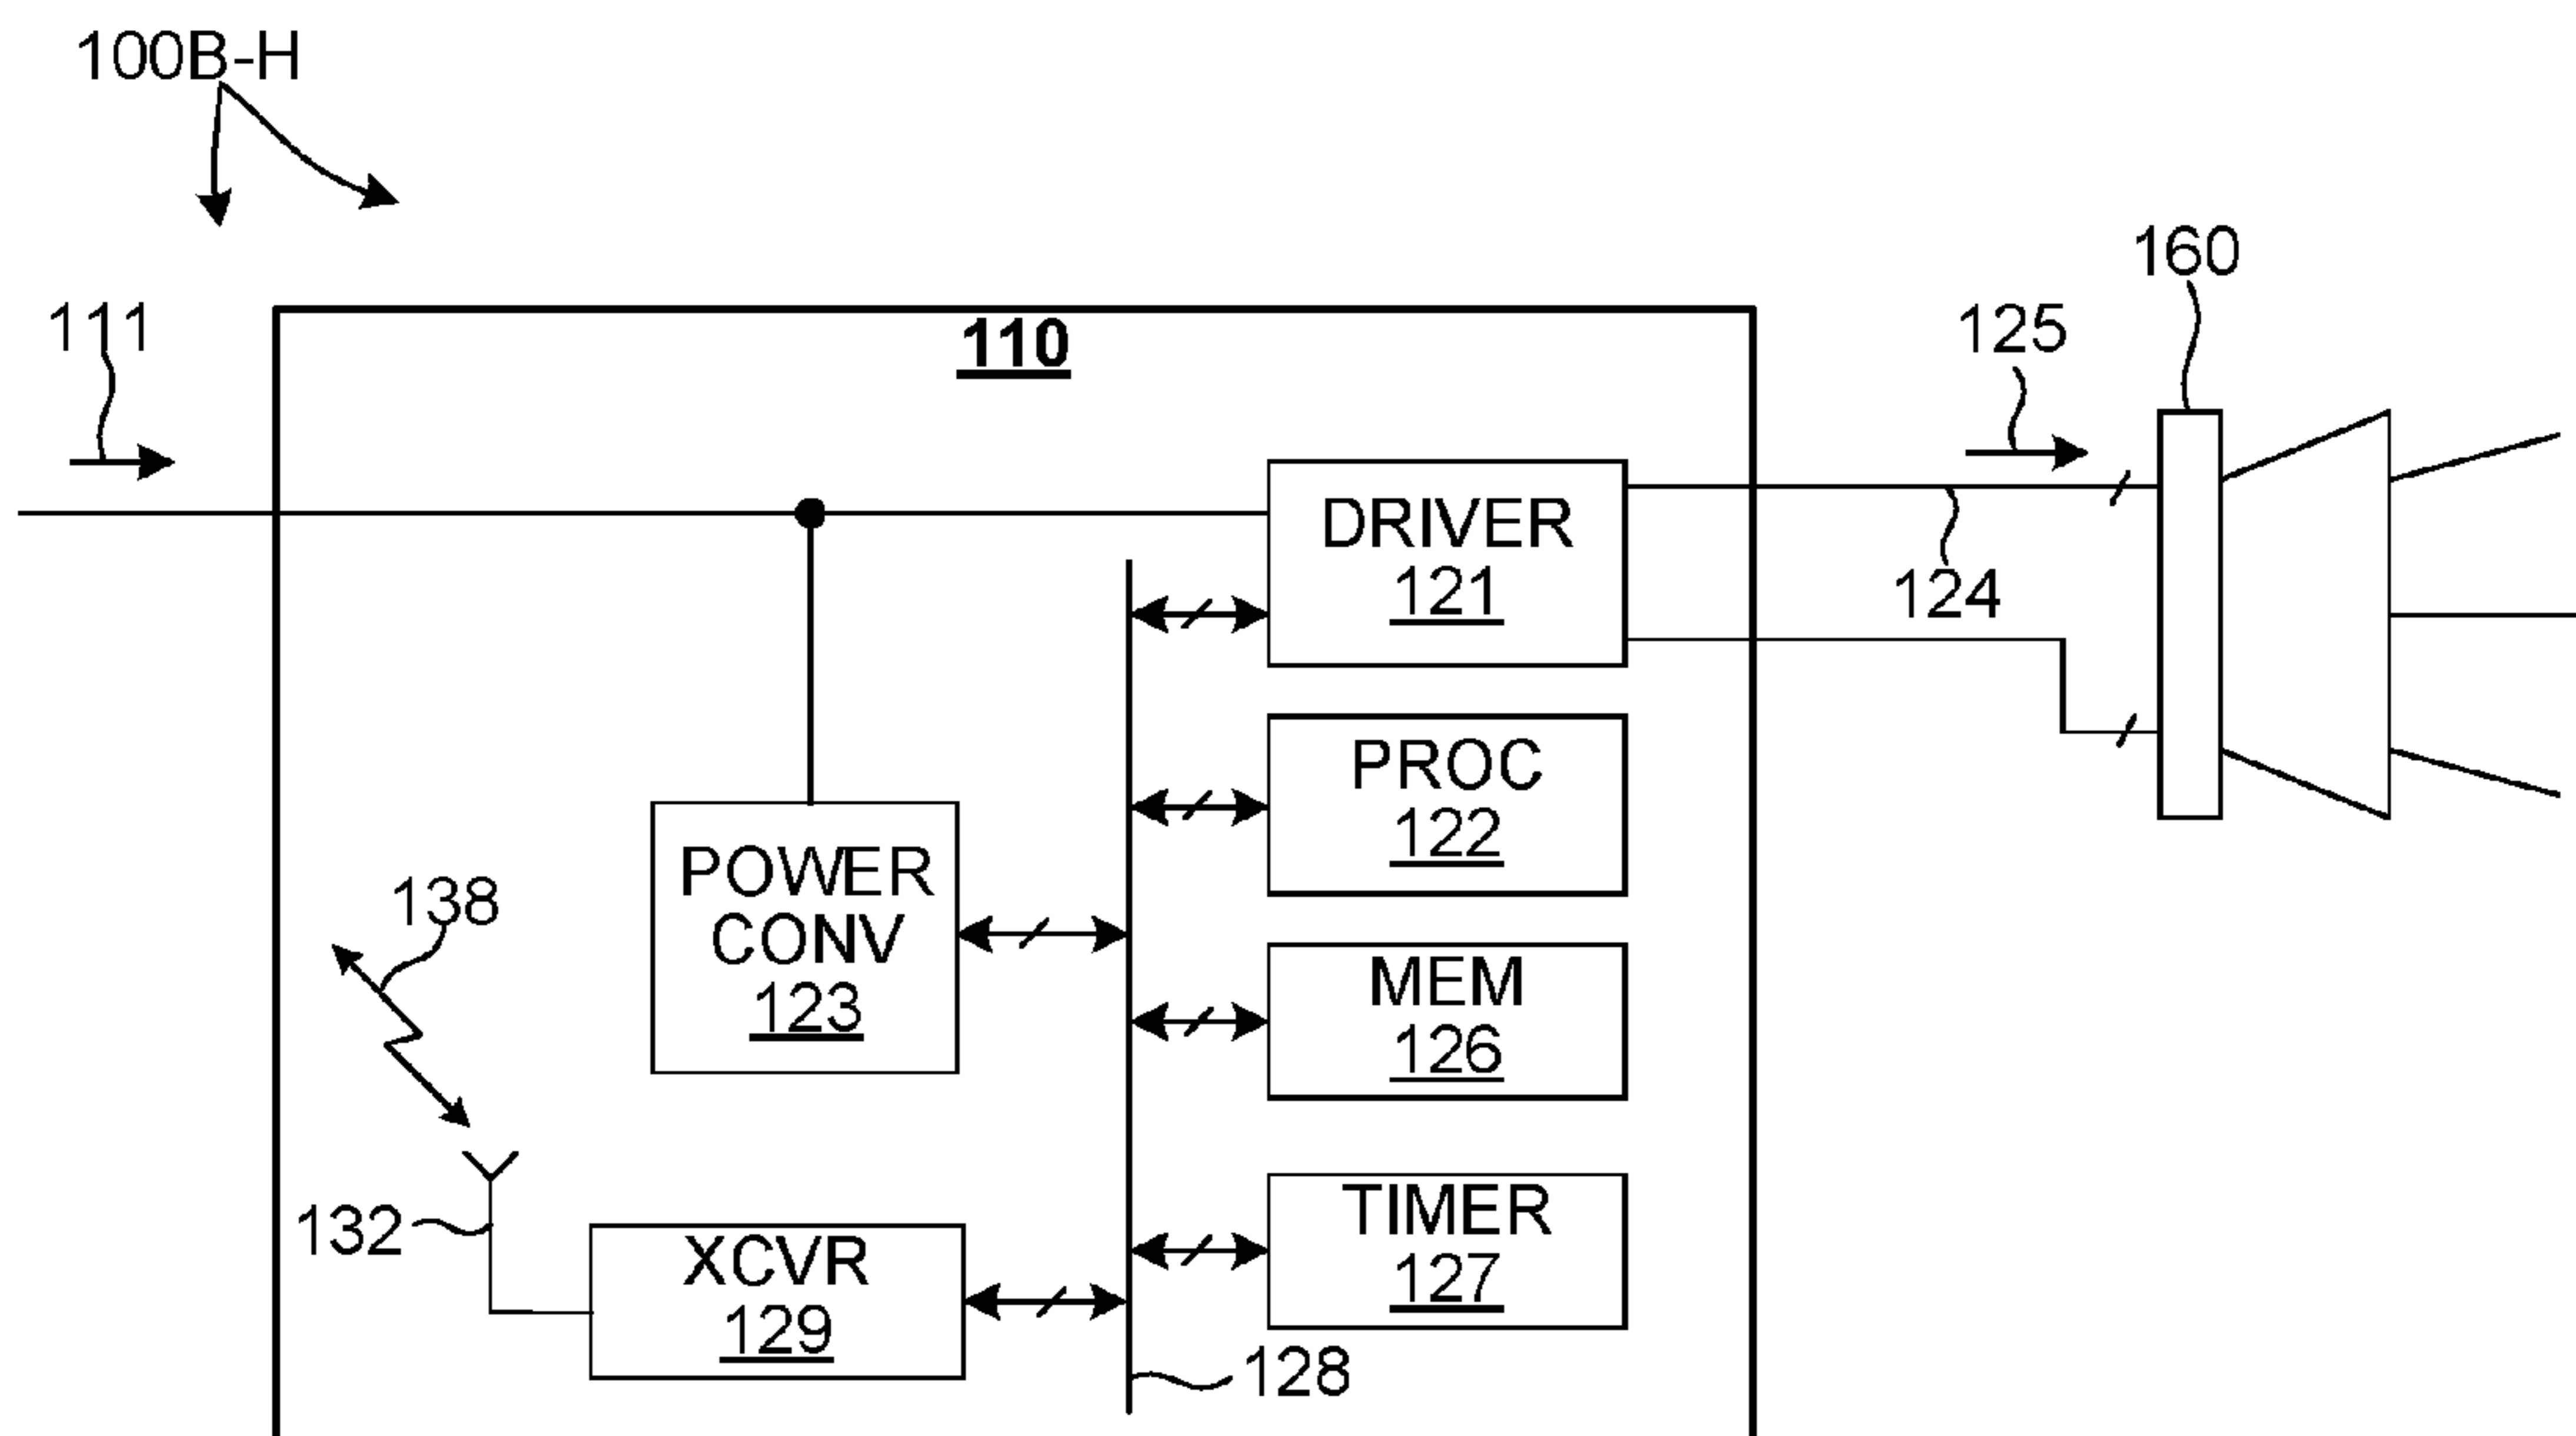 100B-H
111
110
160
125
DRIVER
121
124
PROC
122
POWER
CONV
123
138
MEM
126
132
XCVR
129
TIMER
127
128